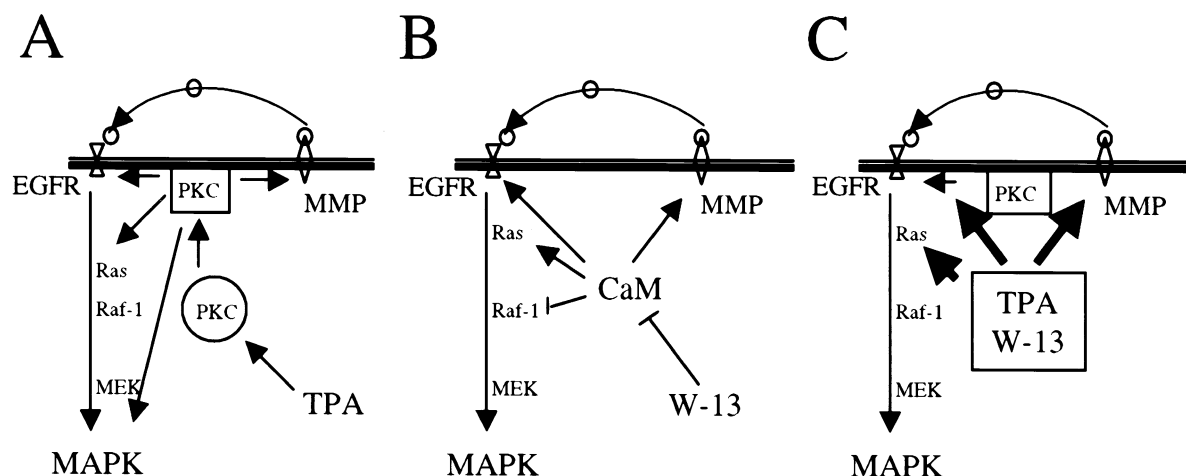 A
EGFR
PKC
MMP
Ras
Raf-1
PKC
MEK
TPA
MAPK
B
EGFR
MMP
Ras
CaM
Raf-1
MEK
W-13
MAPK
C
EGFR
PKC
MMP
Ras
Raf-1
TPA
W-13
MEK
MAPK